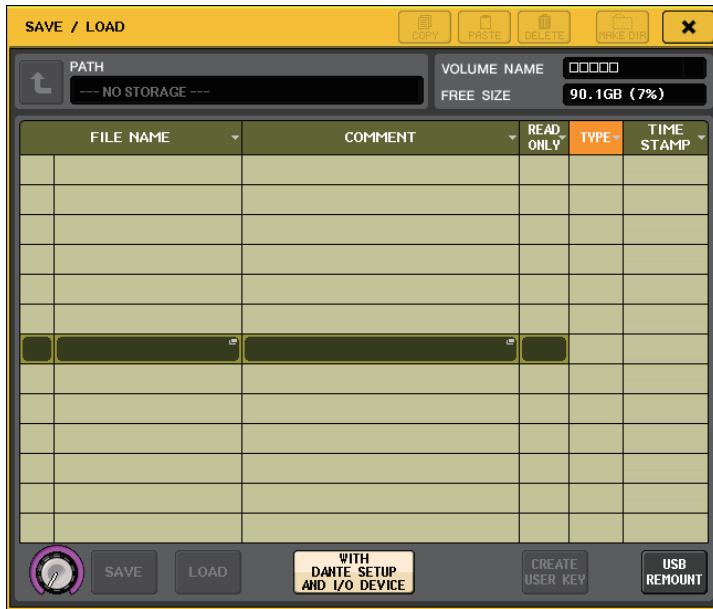 SAVE / LOAD
COPY
PASTE
DELETE
MAKE DIR
PATH
--- NO STORAGE ---
VOLUME NAME
□□□□□
FREE SIZE
90.1GB (7%)
FILE NAME
COMMENT
READ
ONLY
TYPE
TIME
STAMP
SAVE
LOAD
WITH
DANTE SETUP
AND I/O DEVICE
CREATE
USER KEY
USB
REMOUNT